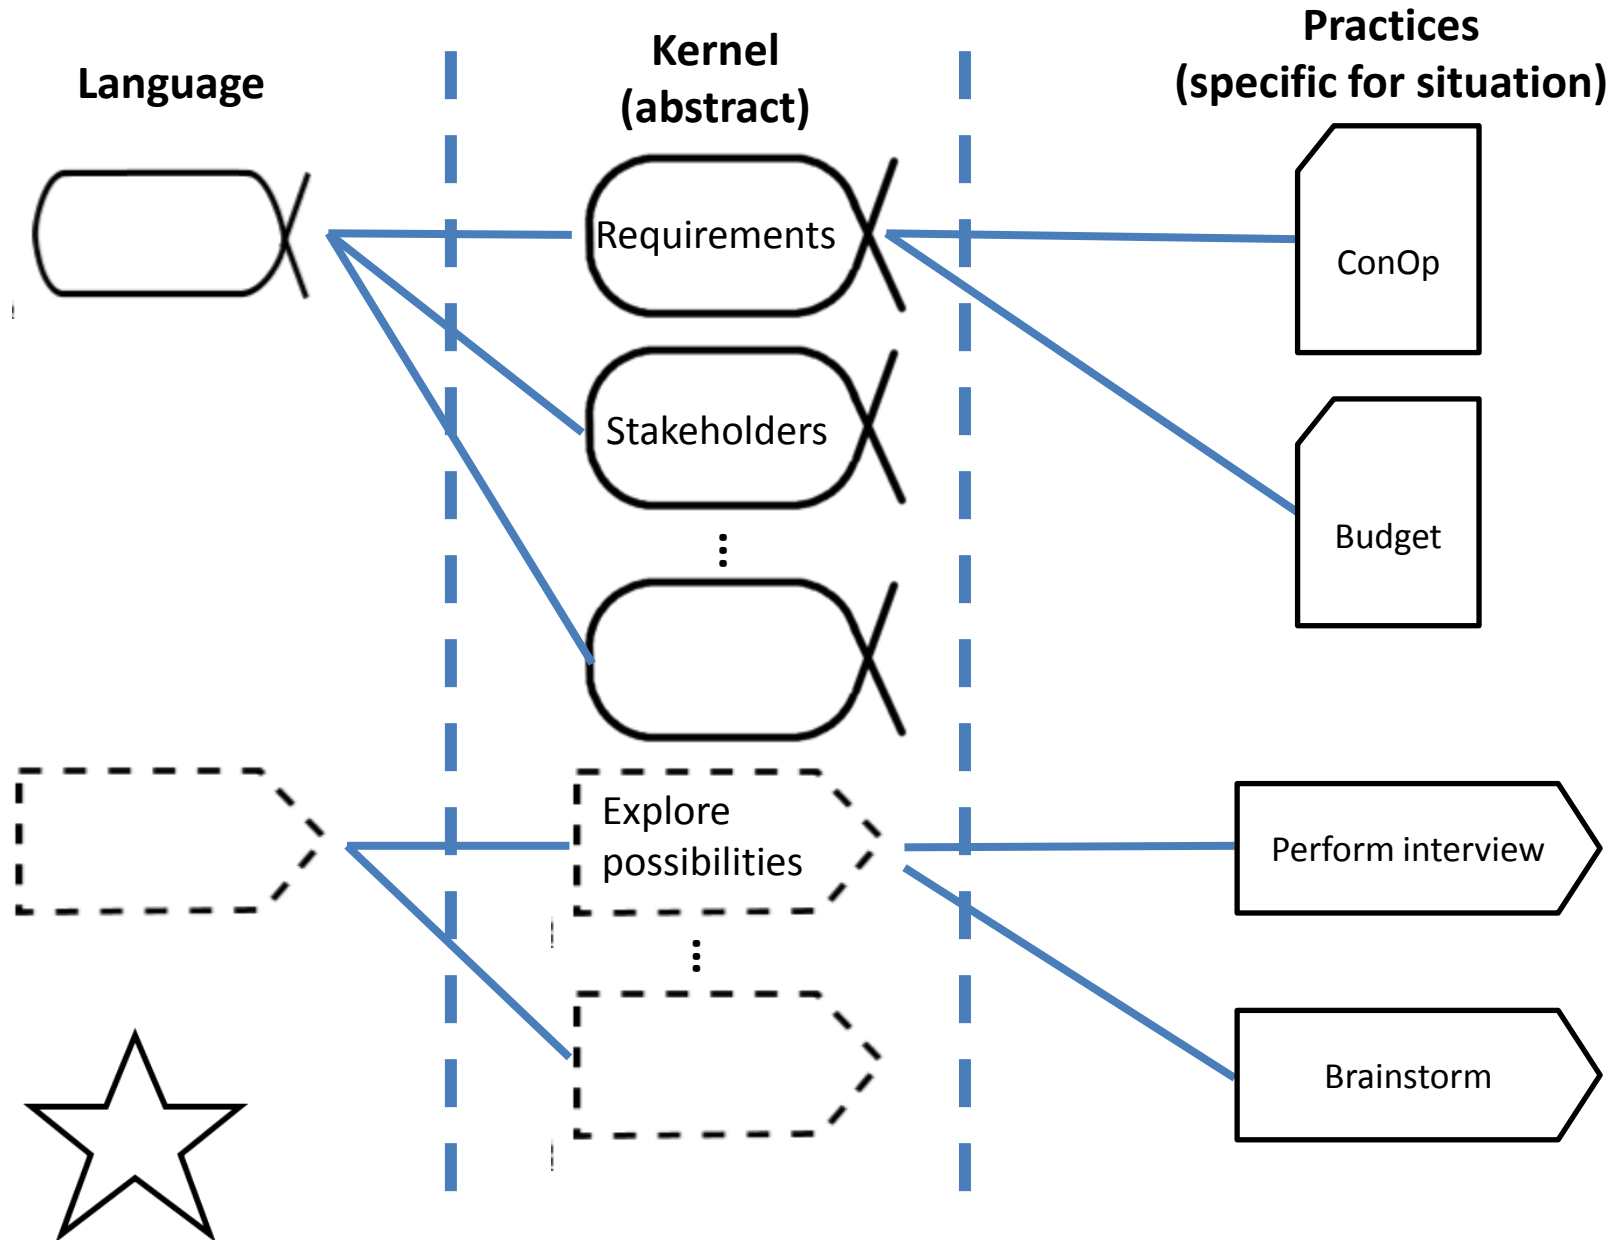 Language
Kernel
(abstract)
Practices
(specific for situation)
Requirements
ConOp
Stakeholders
Budget
Explore
possibilities
Perform interview
Brainstorm